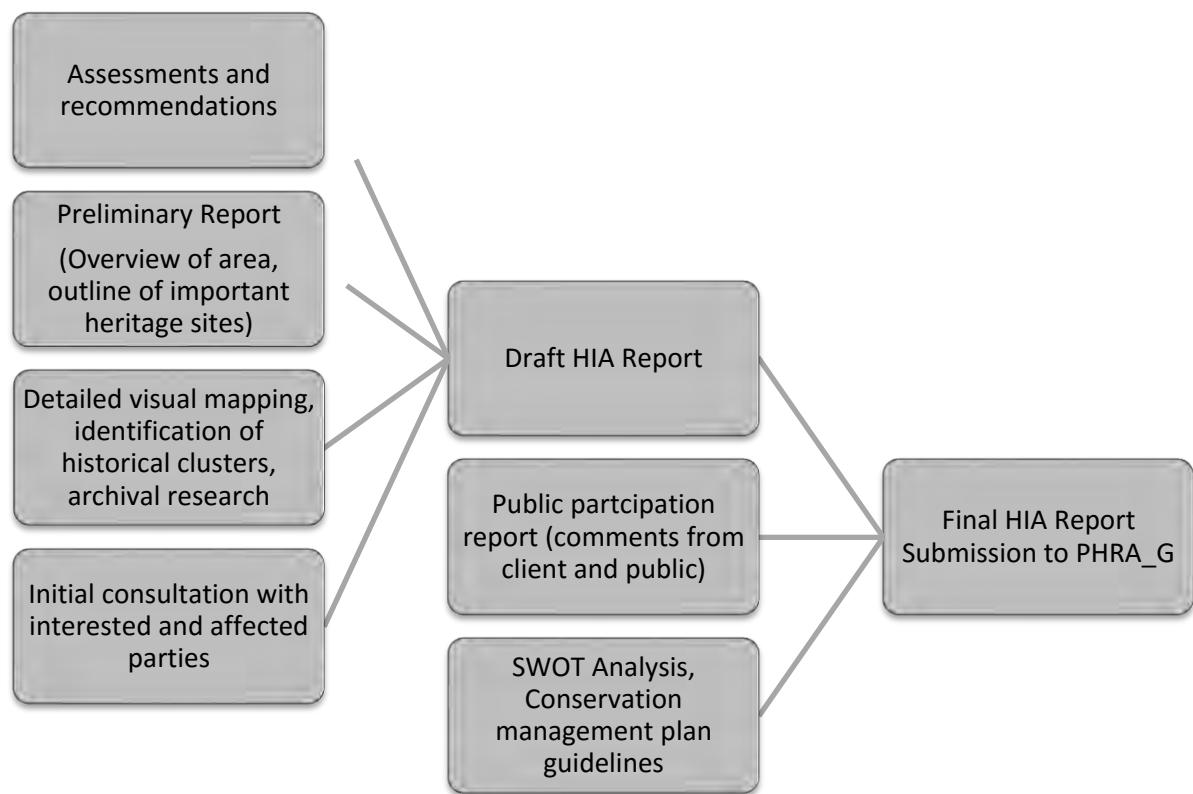 Assessments and
recommendations
Preliminary Report
(Overview of area,
outline of important
heritage sites)
Detailed visual mapping,
identification of
historical clusters,
archival research
Initial consultation with
interested and affected
parties
Draft HIA Report
Public partcipation
report (comments from
client and public)
SWOT Analysis,
Conservation
management plan
guidelines
Final HIA Report
Submission to PHRA_G